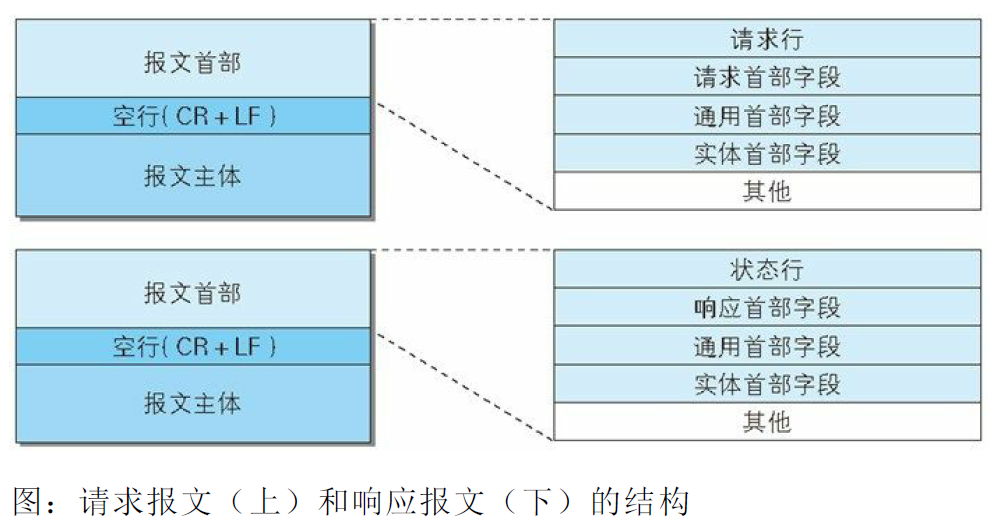 报文首部
空行( CR + LF )
报文主体
请求行
请求首部字段
通用首部字段
实体首部字段
其他
报文首部
空行( CR + LF )
报文主体
状态行
响应首部字段
通用首部字段
实体首部字段
其他
图：请求报文（上）和响应报文（下）的结构